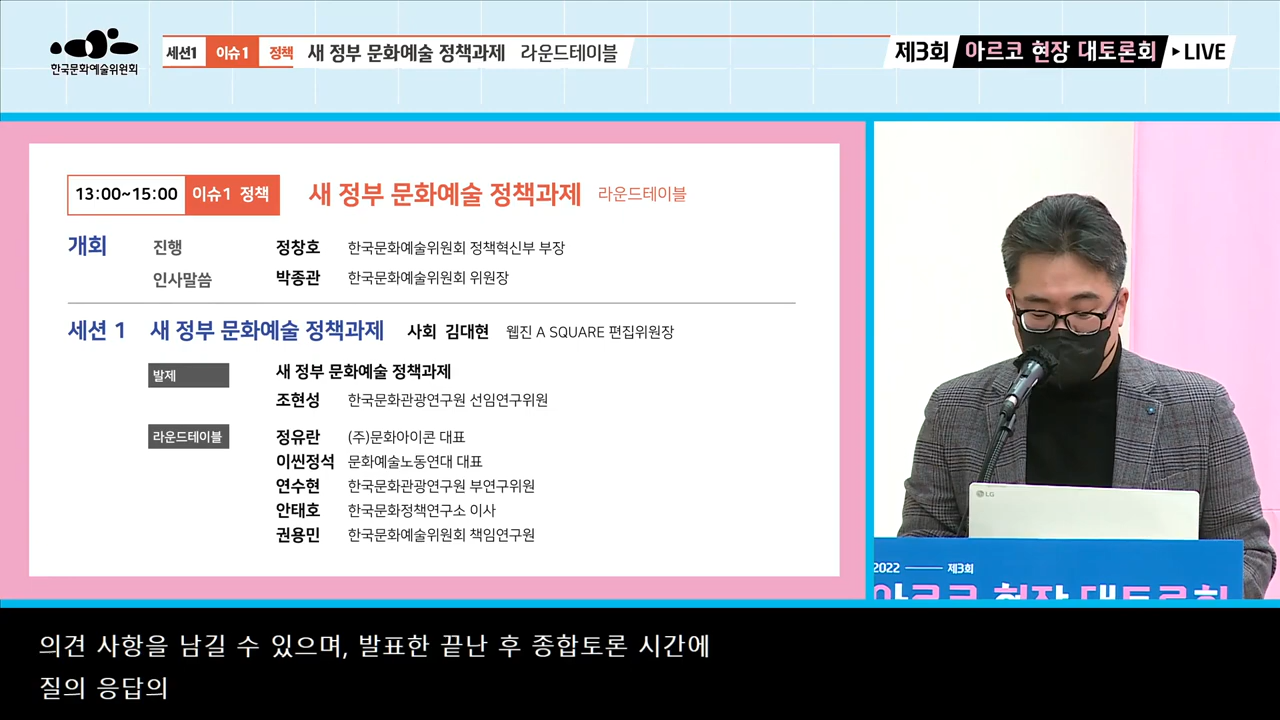 한국문화예술위원회
세션1 이슈1 정책 새 정부 문화예술 정책과제 라운드테이블
제3회 아르코 현장 대토론회 ▶LIVE
13:00~15:00 이슈1 정책 새 정부 문화예술 정책과제 라운드테이블
개회 진행 정창호 한국문화예술위원회 정책혁신부 부장
인사말씀 박종관 한국문화예술위원회 위원장
세션 1 새 정부 문화예술 정책과제 사회 김대현 웹진 A SQUARE 편집위원장
발제 새 정부 문화예술 정책과제
조현성 한국문화관광연구원 선임연구위원
라운드테이블 정유란 (주)문화아이콘 대표
이씬정석 문화예술노동연대 대표
연수현 한국문화관광연구원 부연구위원
안태호 한국문화정책연구소 이사
권용민 한국문화예술위원회 책임연구원
LG
2022 제3회
아르코 현장 대토론회
의견 사항을 남길 수 있으며, 발표한 끝난 후 종합토론 시간에
질의 응답의